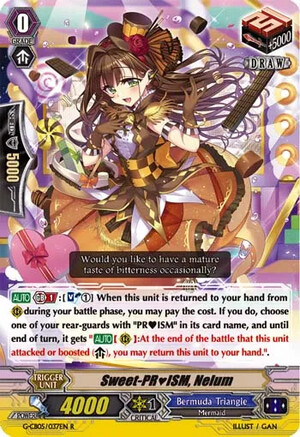 0
GRADE
+5000
DRAW
5000
Would you like to have a mature
taste of bitterness occasionally?
AUTO GB 1 : [ 1 ] When this unit is returned to your hand from
during your battle phase, you may pay the cost. If you do, choose
one of your rear-guards with "PR♥ISM" in its card name, and until
end of turn, it gets "AUTO [ ]:At the end of the battle that this unit
attacked or boosted ( ), you may return this unit to your hand.".
TRIGGER
UNIT
Sweet-PR♥ISM, Nelum
POWER
4000
1
CRITICAL
Bermuda Triangle
Mermaid
G-CB05/037EN R
ILLUST / GAN